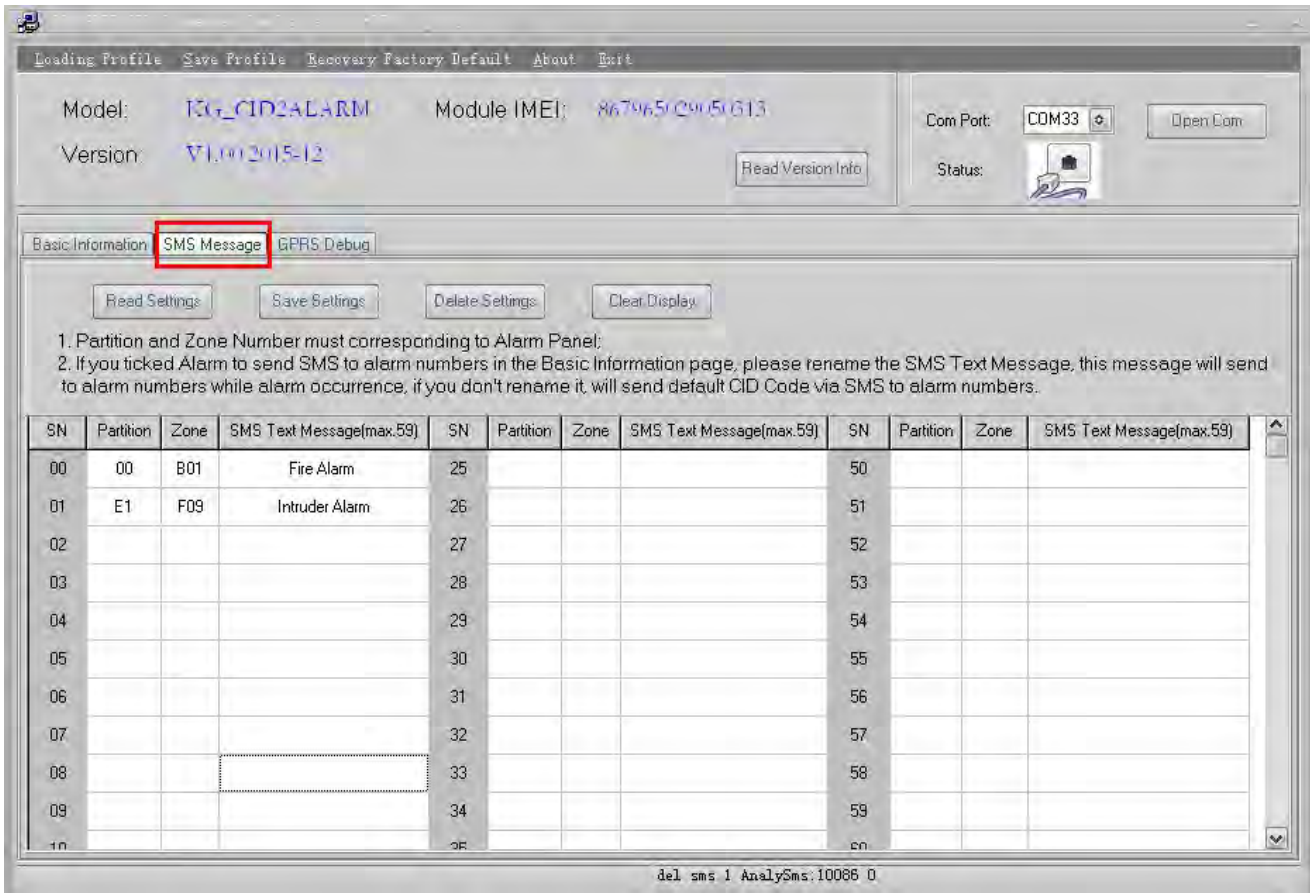 Loading Profile Save Profile Recovery Factory Default About Exit
Model: KG_CID2ALARM Module IMEI: 867965029050313
Version V1.00 2015-12
Read Version Info
Com Port: COM33 Open Com
Status:
Basic Information SMS Message GPRS Debug
Read Settings Save Settings Delete Settings Clear Display
1. Partition and Zone Number must corresponding to Alarm Panel;
2. If you ticked Alarm to send SMS to alarm numbers in the Basic Information page, please rename the SMS Text Message, this message will send
to alarm numbers while alarm occurrence, if you don't rename it, will send default CID Code via SMS to alarm numbers..
SN Partition Zone SMS Text Message(max.59) SN Partition Zone SMS Text Message(max.59) SN Partition Zone SMS Text Message(max.59)
00 00 B01 Fire Alarm 25 50
01 E1 F09 Intruder Alarm 26 51
02 27 52
03 28 53
04 29 54
05 30 55
06 31 56
07 32 57
08 33 58
09 34 59
10 35 60
del sms 1 AnalySms:10086 0